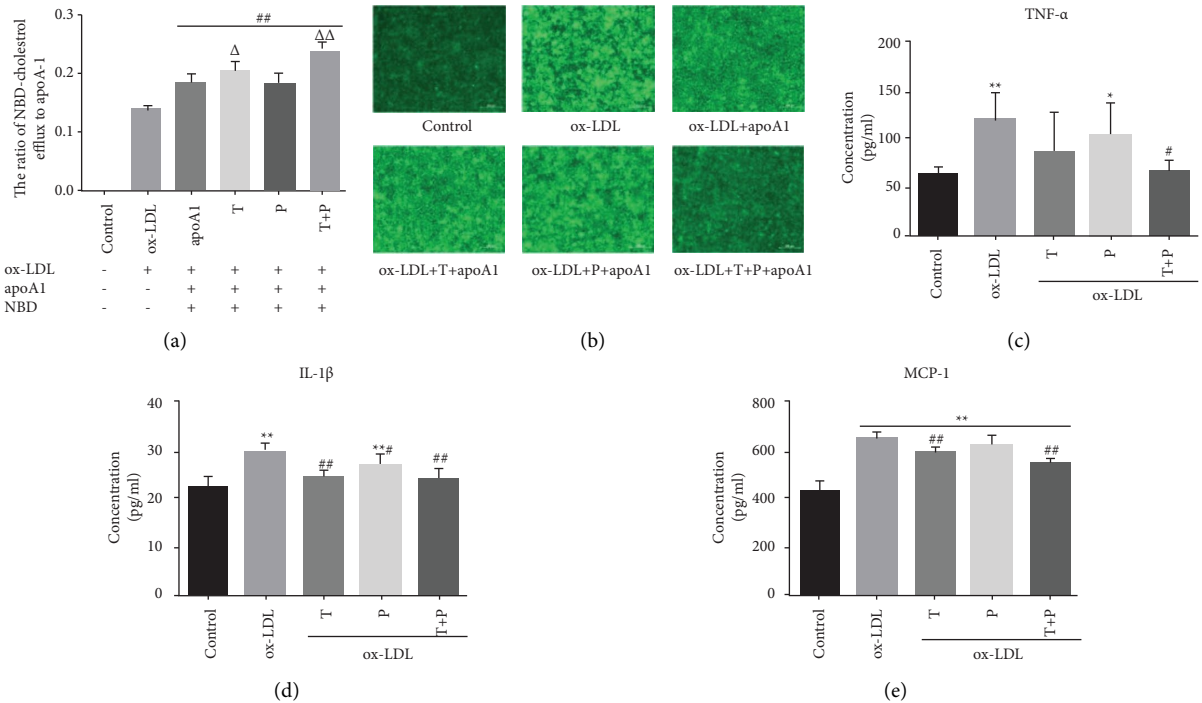 The ratio of NBD-cholestrol
efflux to apoA-1
0.3
0.2
0.1
0.0
##
Δ
ΔΔ
Control
ox-LDL
apoA1
T
P
T+P
ox-LDL - + + + + +
apoA1 - - + + + +
NBD - - + + + +
(a)
Control
ox-LDL
ox-LDL+apoA1
ox-LDL+T+apoA1
ox-LDL+P+apoA1
ox-LDL+T+P+apoA1
(b)
TNF-α
Concentration
(pg/ml)
200
150
100
50
0
**
*
#
Control
ox-LDL
T
P
T+P
ox-LDL
(c)
IL-1β
Concentration
(pg/ml)
40
30
20
10
0
**
##
**#
##
Control
ox-LDL
T
P
T+P
ox-LDL
(d)
MCP-1
Concentration
(pg/ml)
800
600
400
200
0
**
##
##
Control
ox-LDL
T
P
T+P
ox-LDL
(e)